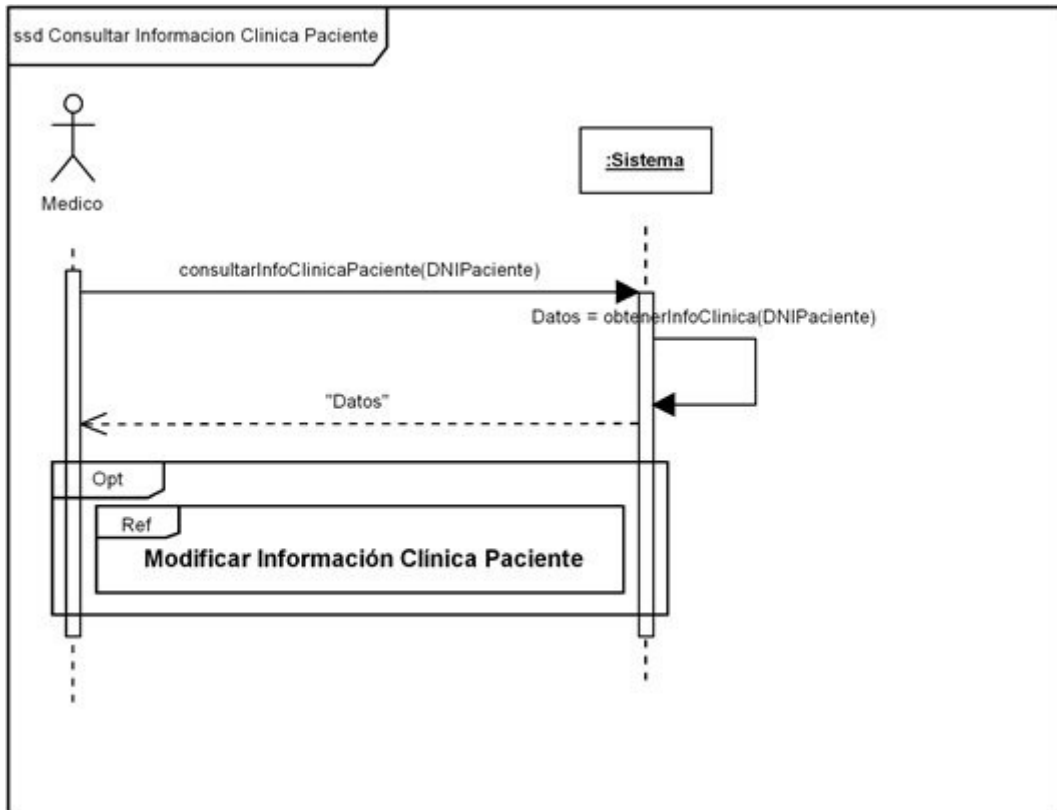 ssd Consultar Informacion Clinica Paciente
Medico
:Sistema
consultarInfoClinicaPaciente(DNIPaciente)
Datos = obtenerInfoClinica(DNIPaciente)
"Datos"
Opt
Ref
Modificar Información Clínica Paciente